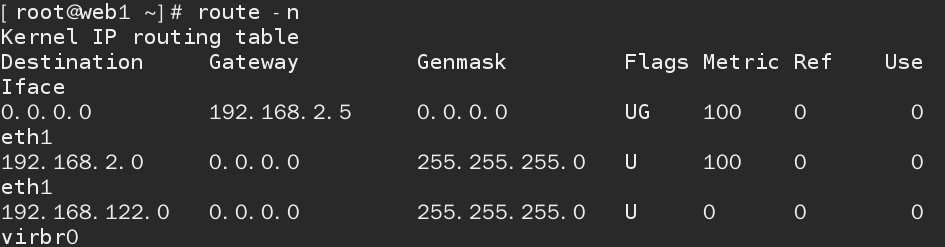 [root@web1 ~]# route -n
Kernel IP routing table
Destination     Gateway         Genmask         Flags Metric Ref    Use
Iface
0.0.0.0         192.168.2.5     0.0.0.0         UG    100    0        0
eth1
192.168.2.0     0.0.0.0         255.255.255.0   U     100    0        0
eth1
192.168.122.0   0.0.0.0         255.255.255.0   U     0      0        0
virbr0